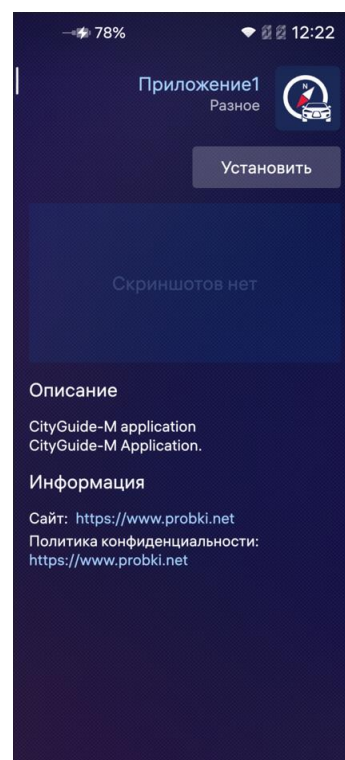 78%
12:22
Приложение1
Разное
N
Установить
Скриншотов нет
Описание
CityGuide-M application
CityGuide-M Application.
Информация
Сайт: https://www.probki.net
Политика конфиденциальности:
https://www.probki.net